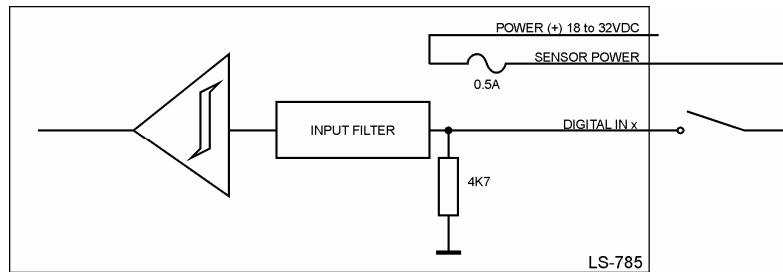 POWER (+) 18 to 32VDC
SENSOR POWER
0.5A
INPUT FILTER
DIGITAL IN x
4K7
LS-785